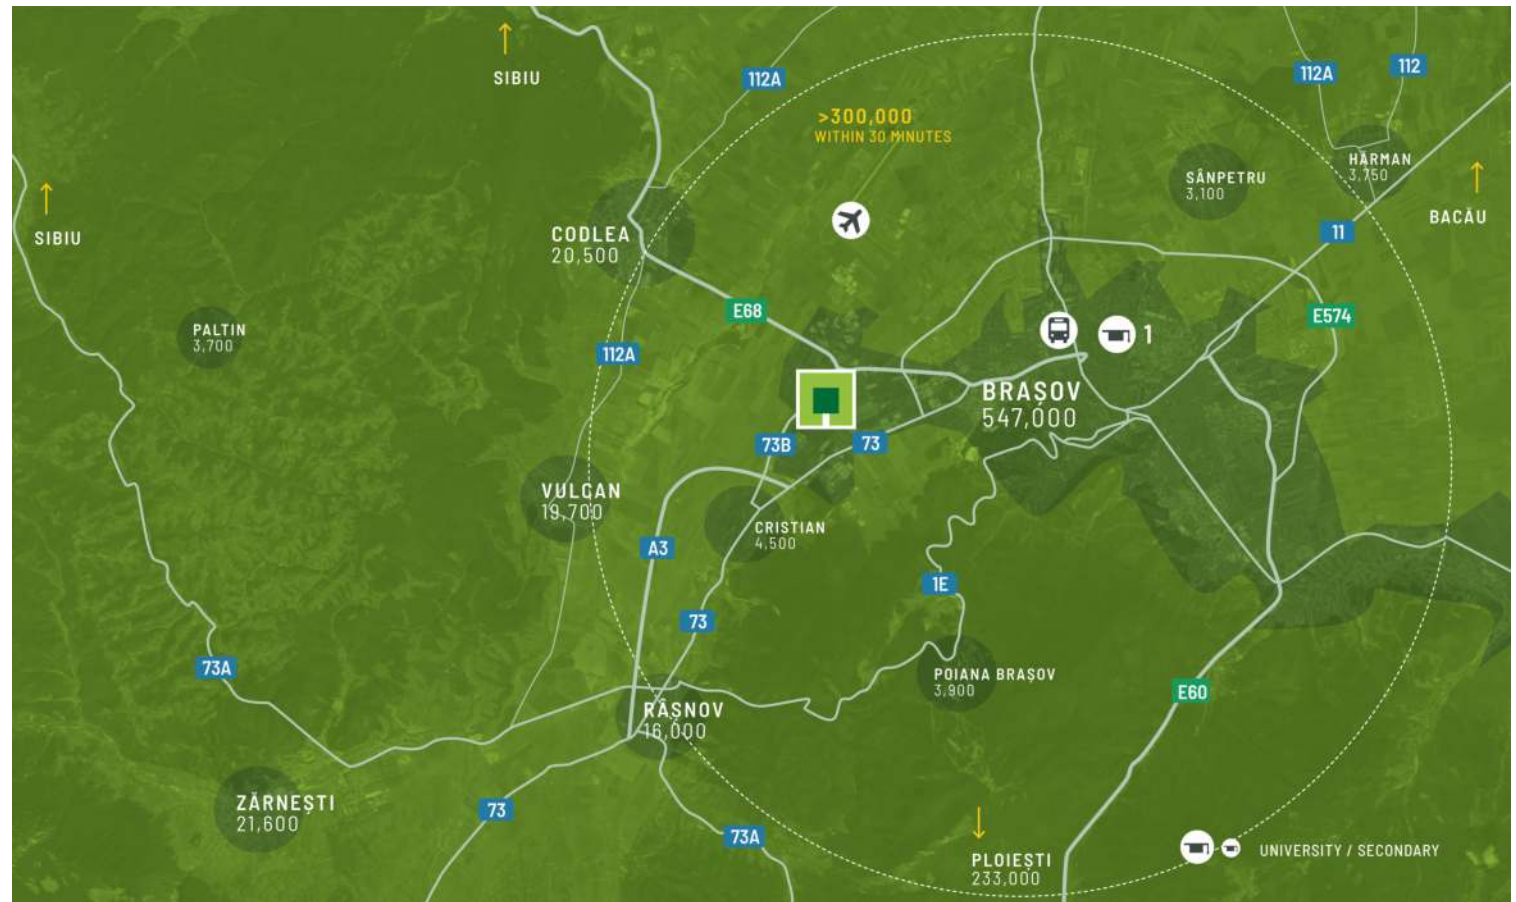 SIBIU
112A
112A
112
>300,000
WITHIN 30 MINUTES
HĂRMAN
3,750
SÂNPETRU
3,100
SIBIU
BACĂU
CODLEA
20,500
11
E68
E574
PALTIN
3,700
1
112A
BRAȘOV
547,000
73B
73
VULCAN
19,700
CRISTIAN
4,500
A3
1E
73
73A
POIANA BRAȘOV
3,900
E60
RÂȘNOV
16,000
ZĂRNEȘTI
21,600
73
73A
PLOIEȘTI
233,000
UNIVERSITY / SECONDARY